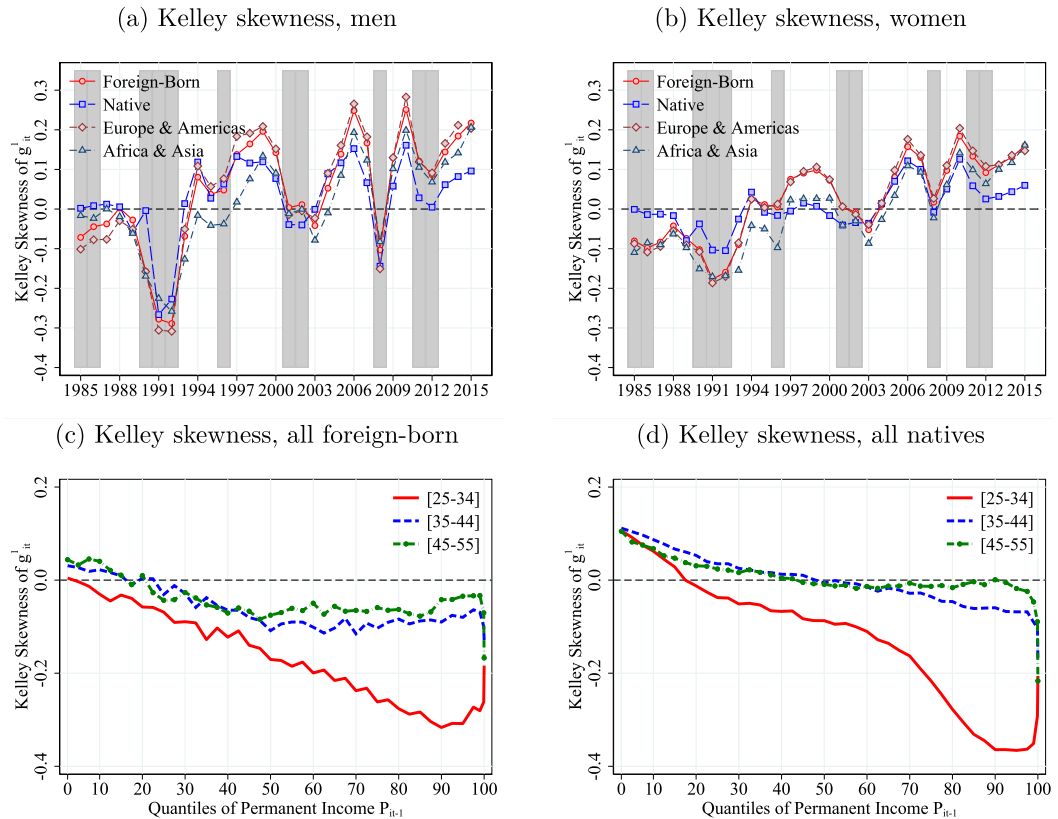 (a) Kelley skewness, men
Kelley Skewness of g¹it
0.3
0.2
0.1
0.0
-0.1
-0.2
-0.3
-0.4
Foreign-Born
Native
Europe & Americas
Africa & Asia
1985 1988 1991 1994 1997 2000 2003 2006 2009 2012 2015
(b) Kelley skewness, women
Kelley Skewness of g¹it
0.3
0.2
0.1
0.0
-0.1
-0.2
-0.3
-0.4
Foreign-Born
Native
Europe & Americas
Africa & Asia
1985 1988 1991 1994 1997 2000 2003 2006 2009 2012 2015
(c) Kelley skewness, all foreign-born
Kelley Skewness of g¹it
0.2
0.0
-0.2
-0.4
[25-34]
[35-44]
[45-55]
0 10 20 30 40 50 60 70 80 90 100
Quantiles of Permanent Income Pit-1
(d) Kelley skewness, all natives
Kelley Skewness of g¹it
0.2
0.0
-0.2
-0.4
[25-34]
[35-44]
[45-55]
0 10 20 30 40 50 60 70 80 90 100
Quantiles of Permanent Income Pit-1